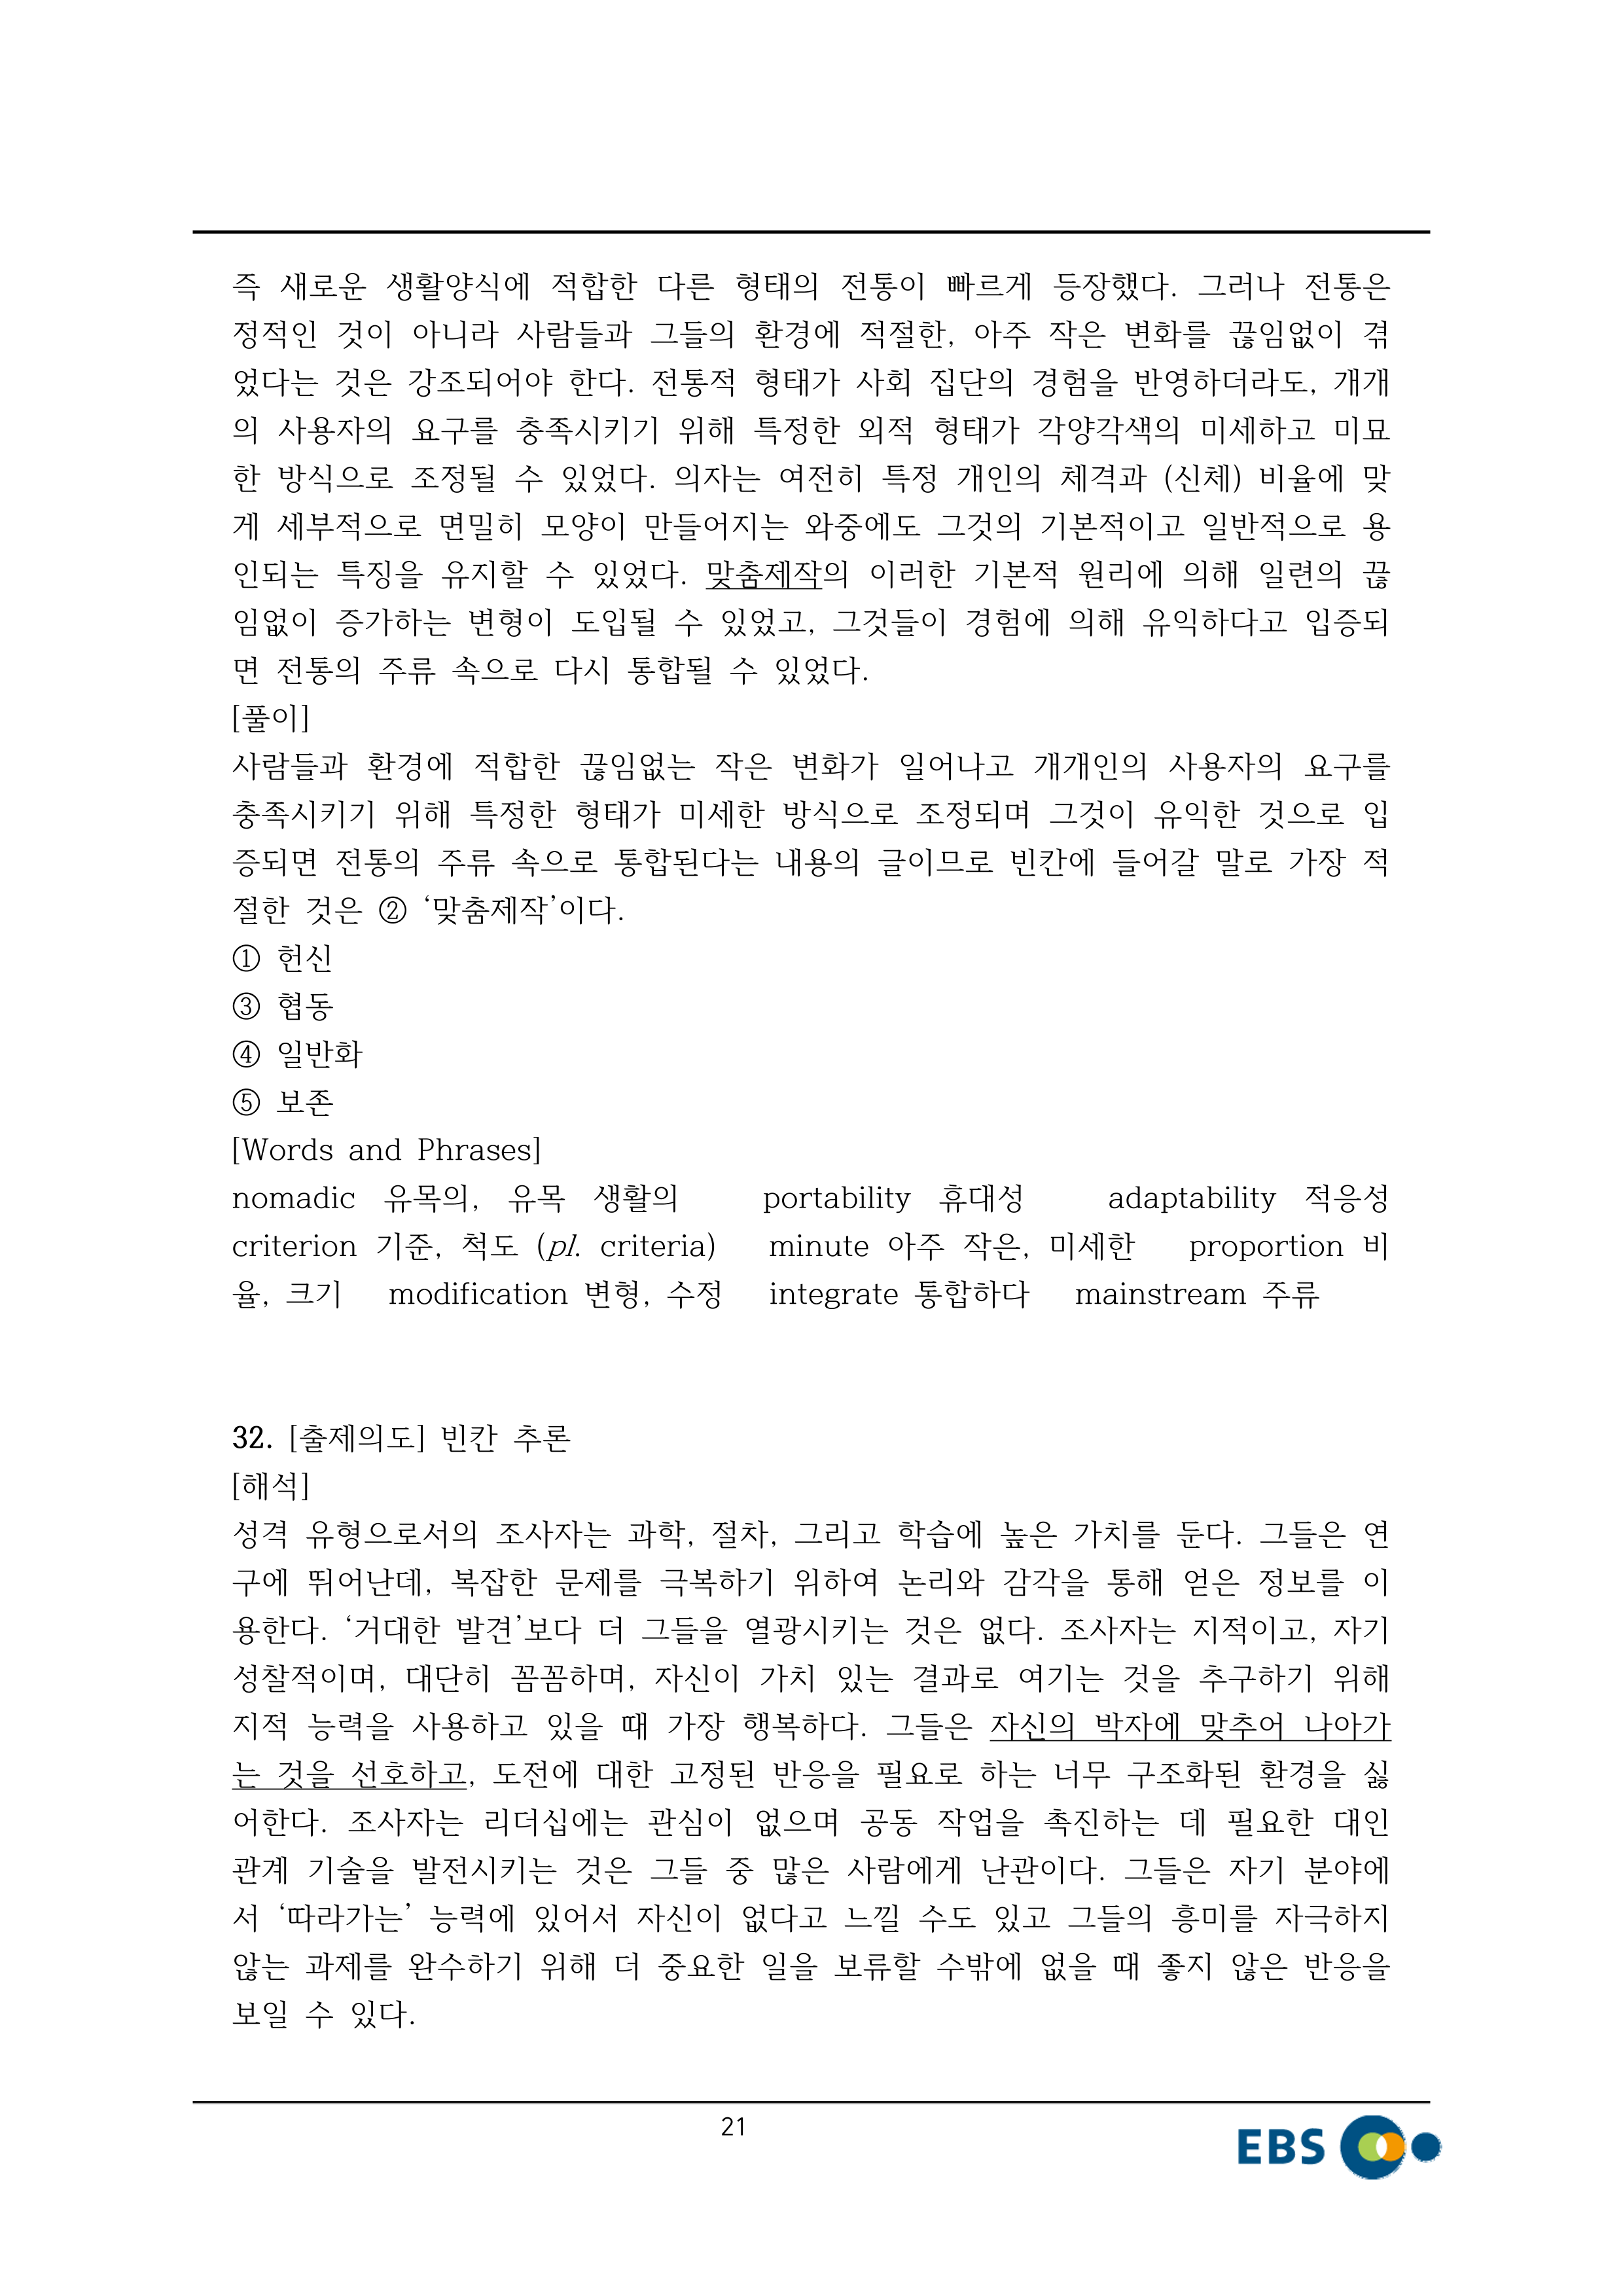 즉 새로운 생활양식에 적합한 다른 형태의 전통이 빠르게 등장했다. 그러나 전통은
정적인 것이 아니라 사람들과 그들의 환경에 적절한, 아주 작은 변화를 끊임없이 겪
었다는 것은 강조되어야 한다. 전통적 형태가 사회 집단의 경험을 반영하더라도, 개개
의 사용자의 요구를 충족시키기 위해 특정한 외적 형태가 각양각색의 미세하고 미묘
한 방식으로 조정될 수 있었다. 의자는 여전히 특정 개인의 체격과 (신체) 비율에 맞
게 세부적으로 면밀히 모양이 만들어지는 와중에도 그것의 기본적이고 일반적으로 용
인되는 특징을 유지할 수 있었다. 맞춤제작의 이러한 기본적 원리에 의해 일련의 끊
임없이 증가하는 변형이 도입될 수 있었고, 그것들이 경험에 의해 유익하다고 입증되
면 전통의 주류 속으로 다시 통합될 수 있었다.
[풀이]
사람들과 환경에 적합한 끊임없는 작은 변화가 일어나고 개개인의 사용자의 요구를
충족시키기 위해 특정한 형태가 미세한 방식으로 조정되며 그것이 유익한 것으로 입
증되면 전통의 주류 속으로 통합된다는 내용의 글이므로 빈칸에 들어갈 말로 가장 적
절한 것은 ② ‘맞춤제작’이다.
① 헌신
③ 협동
④ 일반화
⑤ 보존
[Words and Phrases]
nomadic 유목의, 유목 생활의 portability 휴대성 adaptability 적응성
criterion 기준, 척도 (pl. criteria) minute 아주 작은, 미세한 proportion 비
율, 크기 modification 변형, 수정 integrate 통합하다 mainstream 주류
32. [출제의도] 빈칸 추론
[해석]
성격 유형으로서의 조사자는 과학, 절차, 그리고 학습에 높은 가치를 둔다. 그들은 연
구에 뛰어난데, 복잡한 문제를 극복하기 위하여 논리와 감각을 통해 얻은 정보를 이
용한다. ‘거대한 발견’보다 더 그들을 열광시키는 것은 없다. 조사자는 지적이고, 자기
성찰적이며, 대단히 꼼꼼하며, 자신이 가치 있는 결과로 여기는 것을 추구하기 위해
지적 능력을 사용하고 있을 때 가장 행복하다. 그들은 자신의 박자에 맞추어 나아가
는 것을 선호하고, 도전에 대한 고정된 반응을 필요로 하는 너무 구조화된 환경을 싫
어한다. 조사자는 리더십에는 관심이 없으며 공동 작업을 촉진하는 데 필요한 대인
관계 기술을 발전시키는 것은 그들 중 많은 사람에게 난관이다. 그들은 자기 분야에
서 ‘따라가는’ 능력에 있어서 자신이 없다고 느낄 수도 있고 그들의 흥미를 자극하지
않는 과제를 완수하기 위해 더 중요한 일을 보류할 수밖에 없을 때 좋지 않은 반응을
보일 수 있다.
21
EBS